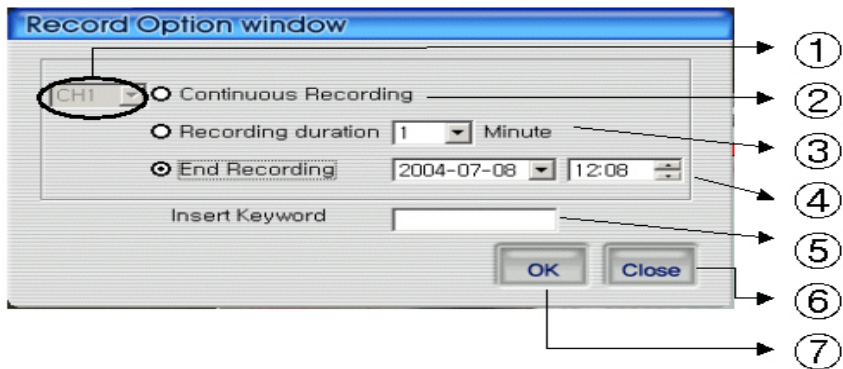 Record Option window
①
CH1 Continuous Recording
②
Recording duration 1 Minute
③
End Recording 2004-07-08 12:08
④
Insert Keyword
⑤
OK Close
⑥
⑦